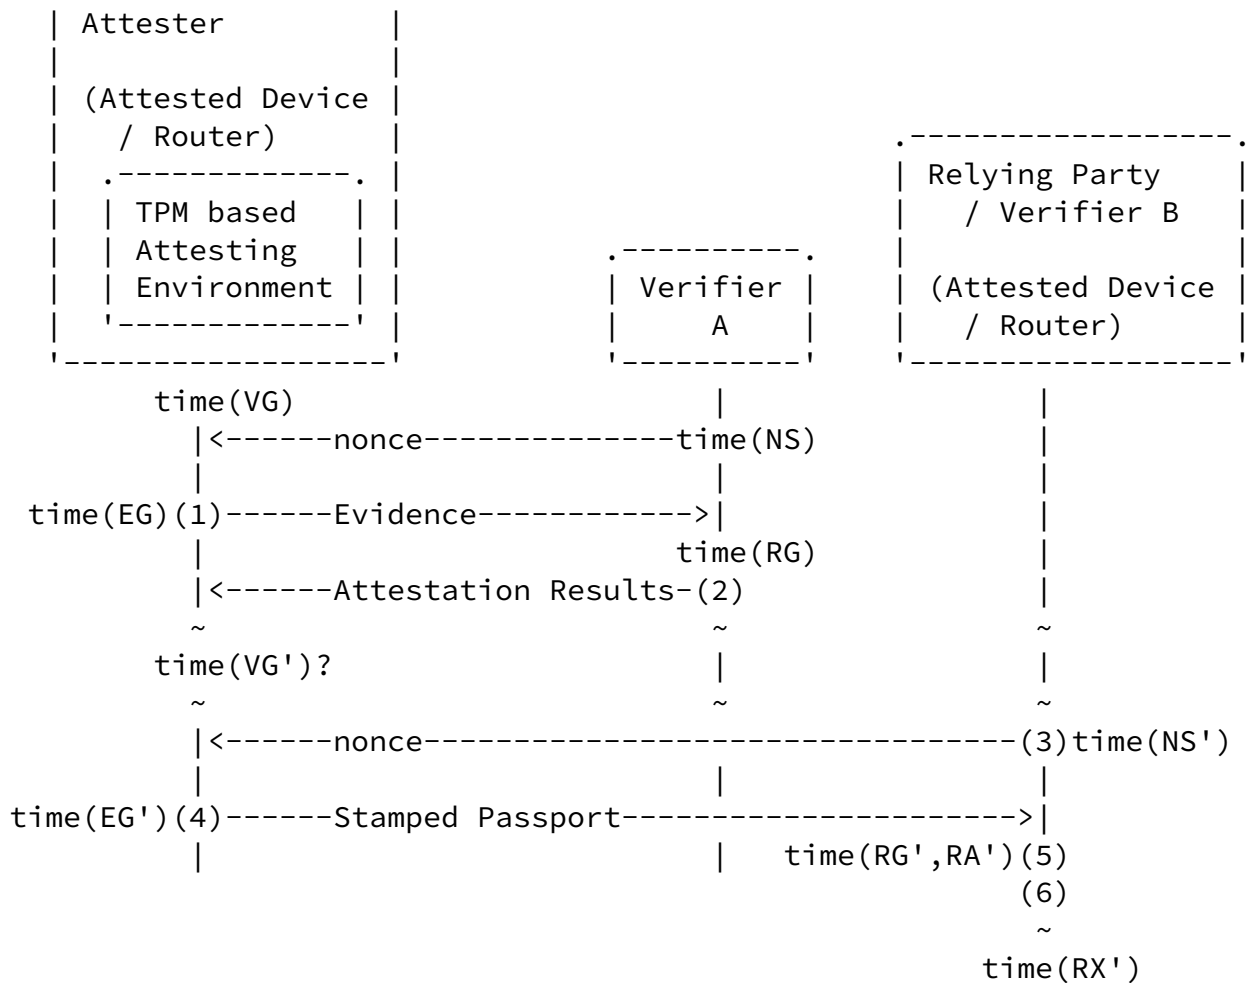 | Attester          |
  |                   |
  | (Attested Device  |
  |   / Router)       |                           .------------------.
  |  .-------------.  |                           | Relying Party    |
  |  | TPM based   |  |                           |   / Verifier B   |
  |  | Attesting   |  |           .----------.    |                  |
  |  | Environment |  |           | Verifier |    | (Attested Device |
  |  '-------------'  |           |     A    |    |   / Router)      |
  '-------------------'           '----------'    '------------------'
        time(VG)                        |                 |
          |<------nonce--------------time(NS)             |
          |                             |                 |
 time(EG)(1)------Evidence------------>|                 |
          |                          time(RG)             |
          |<------Attestation Results-(2)                 |
          ~                             ~                 ~
        time(VG')?                      |                 |
          ~                             ~                 ~
          |<------nonce---------------------------------(3)time(NS')
          |                             |                 |
time(EG')(4)------Stamped Passport---------------------->|
          |                             |   time(RG',RA')(5)
                                                         (6)
                                                          ~
                                                       time(RX')